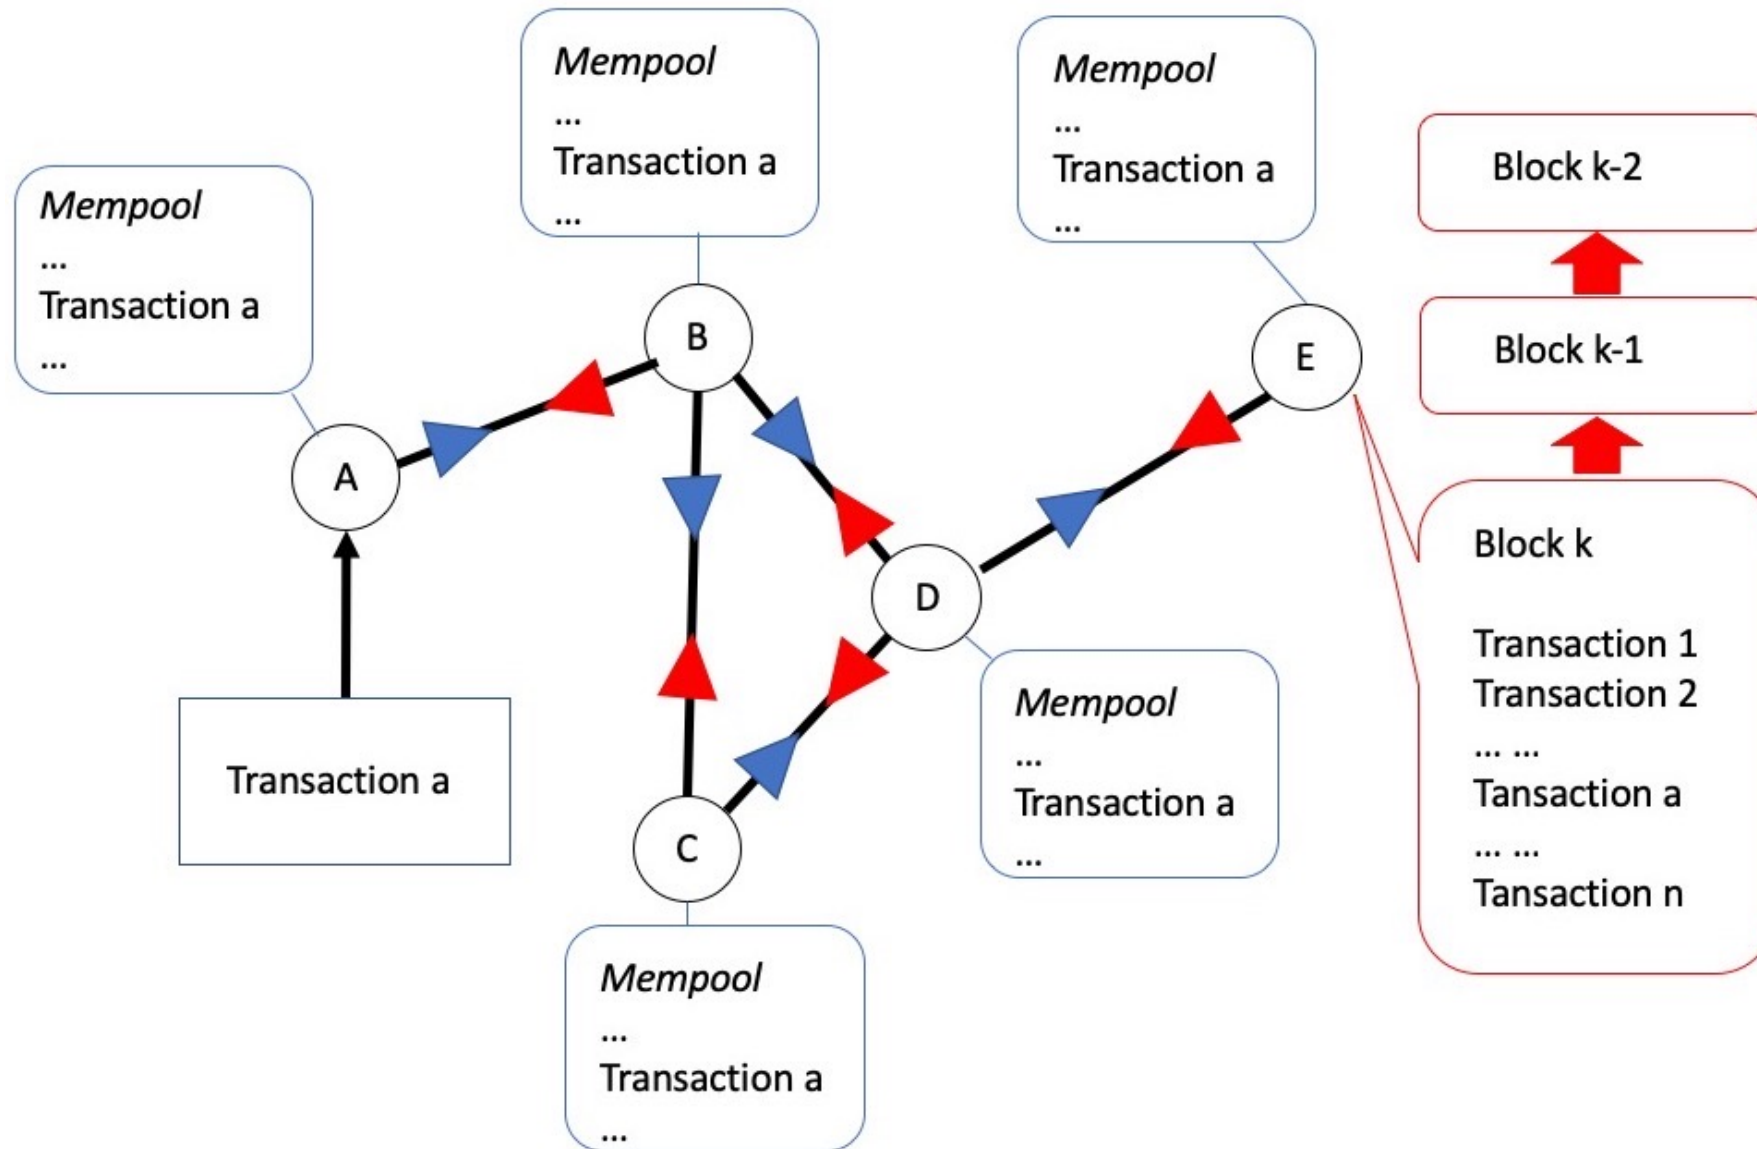 Mempool
...
Transaction a
...
Mempool
...
Transaction a
...
Mempool
...
Transaction a
...
Block k-2
Block k-1
B
E
A
D
C
Transaction a
Mempool
...
Transaction a
...
Mempool
...
Transaction a
...
Block k
Transaction 1
Transaction 2
... ...
Tansaction a
... ...
Tansaction n